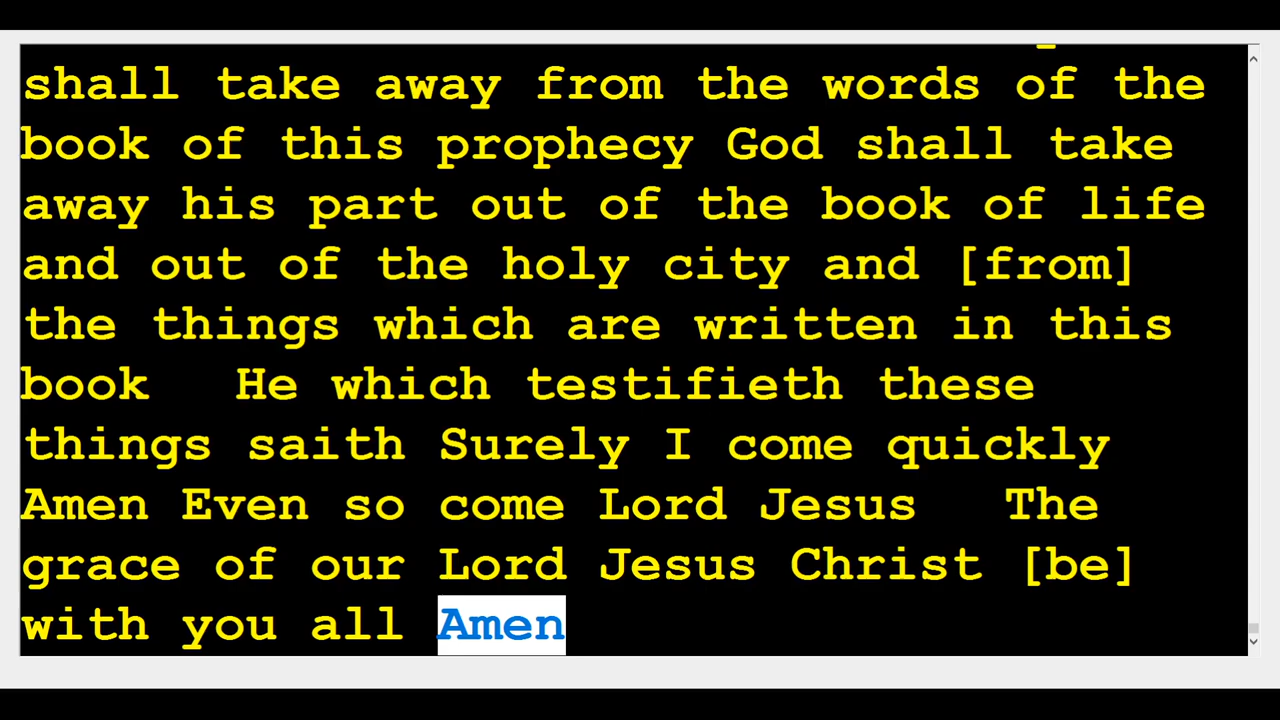 shall take away from the words of the
book of this prophecy God shall take
away his part out of the book of life
and out of the holy city and [from]
the things which are written in this
book   He which testifieth these
things saith Surely I come quickly
Amen Even so come Lord Jesus   The
grace of our Lord Jesus Christ [be]
with you all Amen